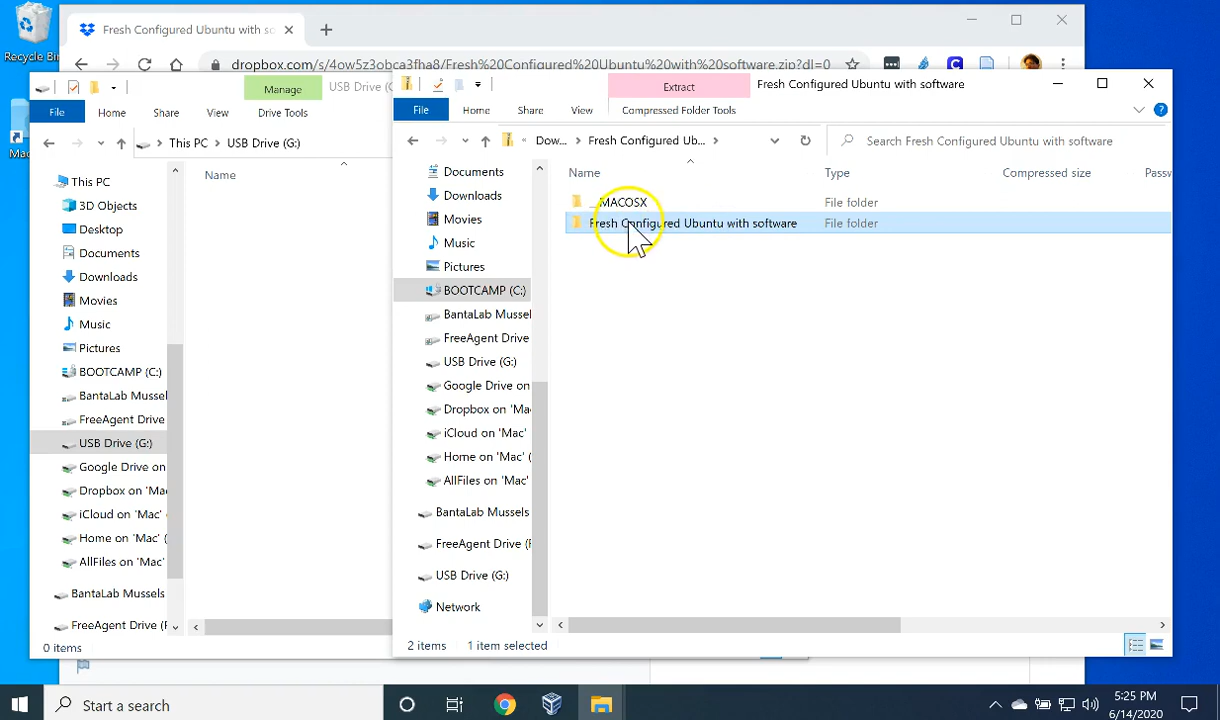 Recycle Bin
Mac
Fresh Configured Ubuntu with so
dropbox.com/s/4ow5z3obca3fha8/Fresh%20Configured%20Ubuntu%20with%20software.zip?dl=0
Manage
USB Drive (G
File
Home
Share
View
Drive Tools
This PC
USB Drive (G:)
Name
This PC
3D Objects
Desktop
Documents
Downloads
Movies
Music
Pictures
BOOTCAMP (C:)
BantaLab Mussels
FreeAgent Drive
USB Drive (G:)
Google Drive on
Dropbox on 'Mac'
iCloud on 'Mac'
Home on 'Mac' (
AllFiles on 'Mac'
BantaLab Mussels
FreeAgent Drive (F
0 items
Extract
Fresh Configured Ubuntu with software
File
Home
Share
View
Compressed Folder Tools
« Dow...
Fresh Configured Ub...
Search Fresh Configured Ubuntu with software
Name
Type
Compressed size
Passw
Documents
Downloads
Movies
Music
Pictures
BOOTCAMP (C:)
BantaLab Mussel
FreeAgent Drive
USB Drive (G:)
Google Drive on
Dropbox on 'Ma
iCloud on 'Mac'
Home on 'Mac' (
AllFiles on 'Mac'
BantaLab Mussels
FreeAgent Drive (F
USB Drive (G:)
Network
__MACOSX
File folder
Fresh Configured Ubuntu with software
File folder
2 items
1 item selected
Start a search
5:25 PM
6/14/2020